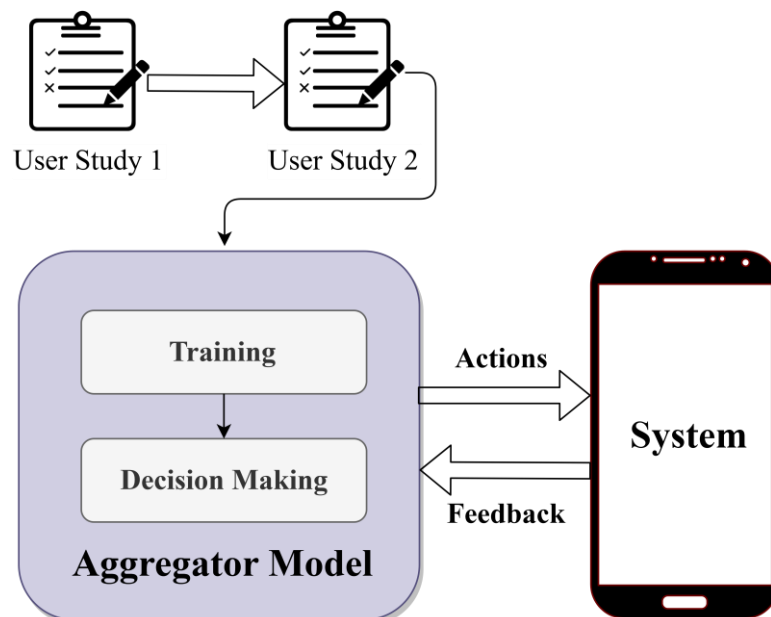 User Study 1
User Study 2
Training
Decision Making
Aggregator Model
Actions
Feedback
System